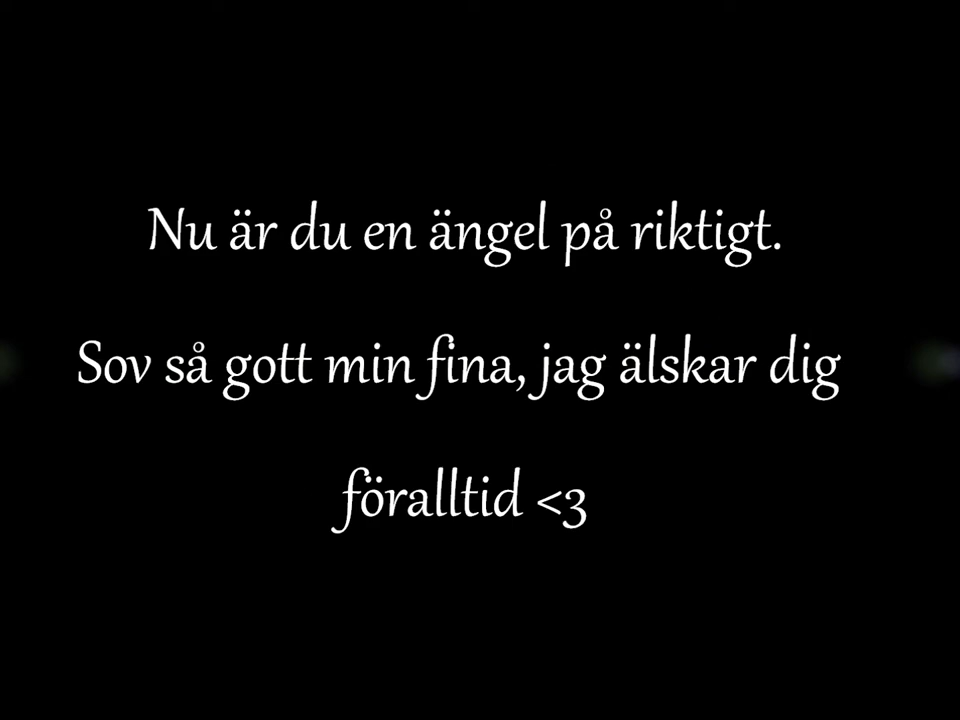 Nu är du en ängel på riktigt.
Sov så gott min fina, jag älskar dig
föralltid <3